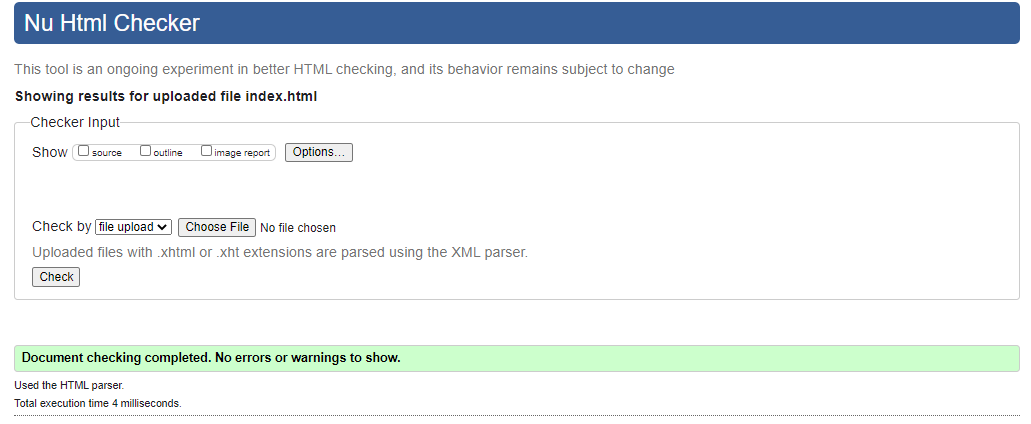 Nu Html Checker
This tool is an ongoing experiment in better HTML checking, and its behavior remains subject to change
Showing results for uploaded file index.html
Checker Input
Show source outline image report Options...
Check by file upload Choose File No file chosen
Uploaded files with .xhtml or .xht extensions are parsed using the XML parser.
Check
Document checking completed. No errors or warnings to show.
Used the HTML parser.
Total execution time 4 milliseconds.